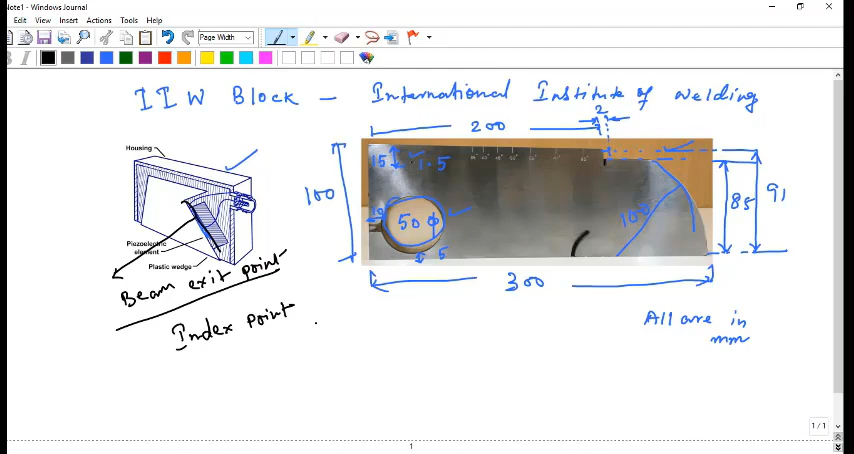 Note1 - Windows Journal
Edit View Insert Actions Tools Help
Page Width
IIW Block - International Institute of welding
2
200
Housing
15
1.5
100
10
50 φ
5
100
85
91
Piezoelectric
element
Plastic wedge
Beam exit point
300
Index point
All are in
mm
1 / 1
1